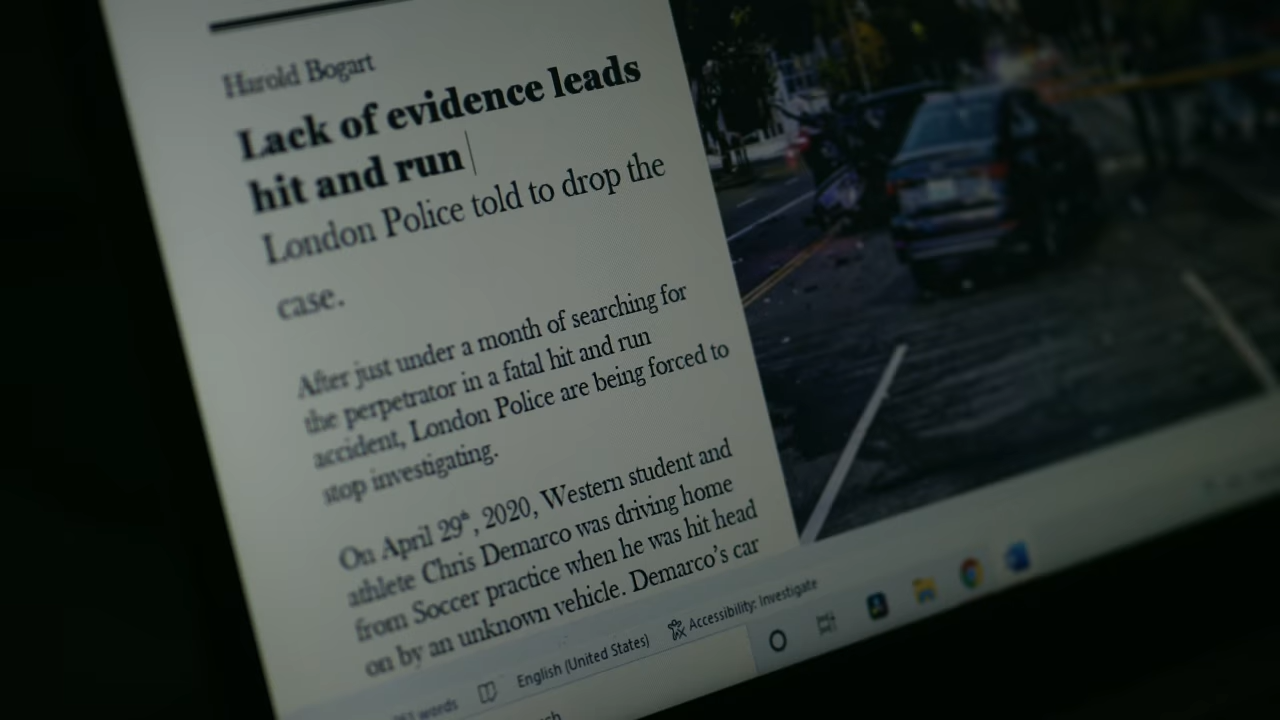 Harold Bogart
Lack of evidence leads
hit and run
London Police told to drop the
case.
After just under a month of searching for
the perpetrator in a fatal hit and run
accident, London Police are being forced to
stop investigating.
On April 29ᵗʰ, 2020, Western student and
athlete Chris Demarco was driving home
from Soccer practice when he was hit head
on by an unknown vehicle. Demarco's car
words
English (United States)
Accessibility: Investigate